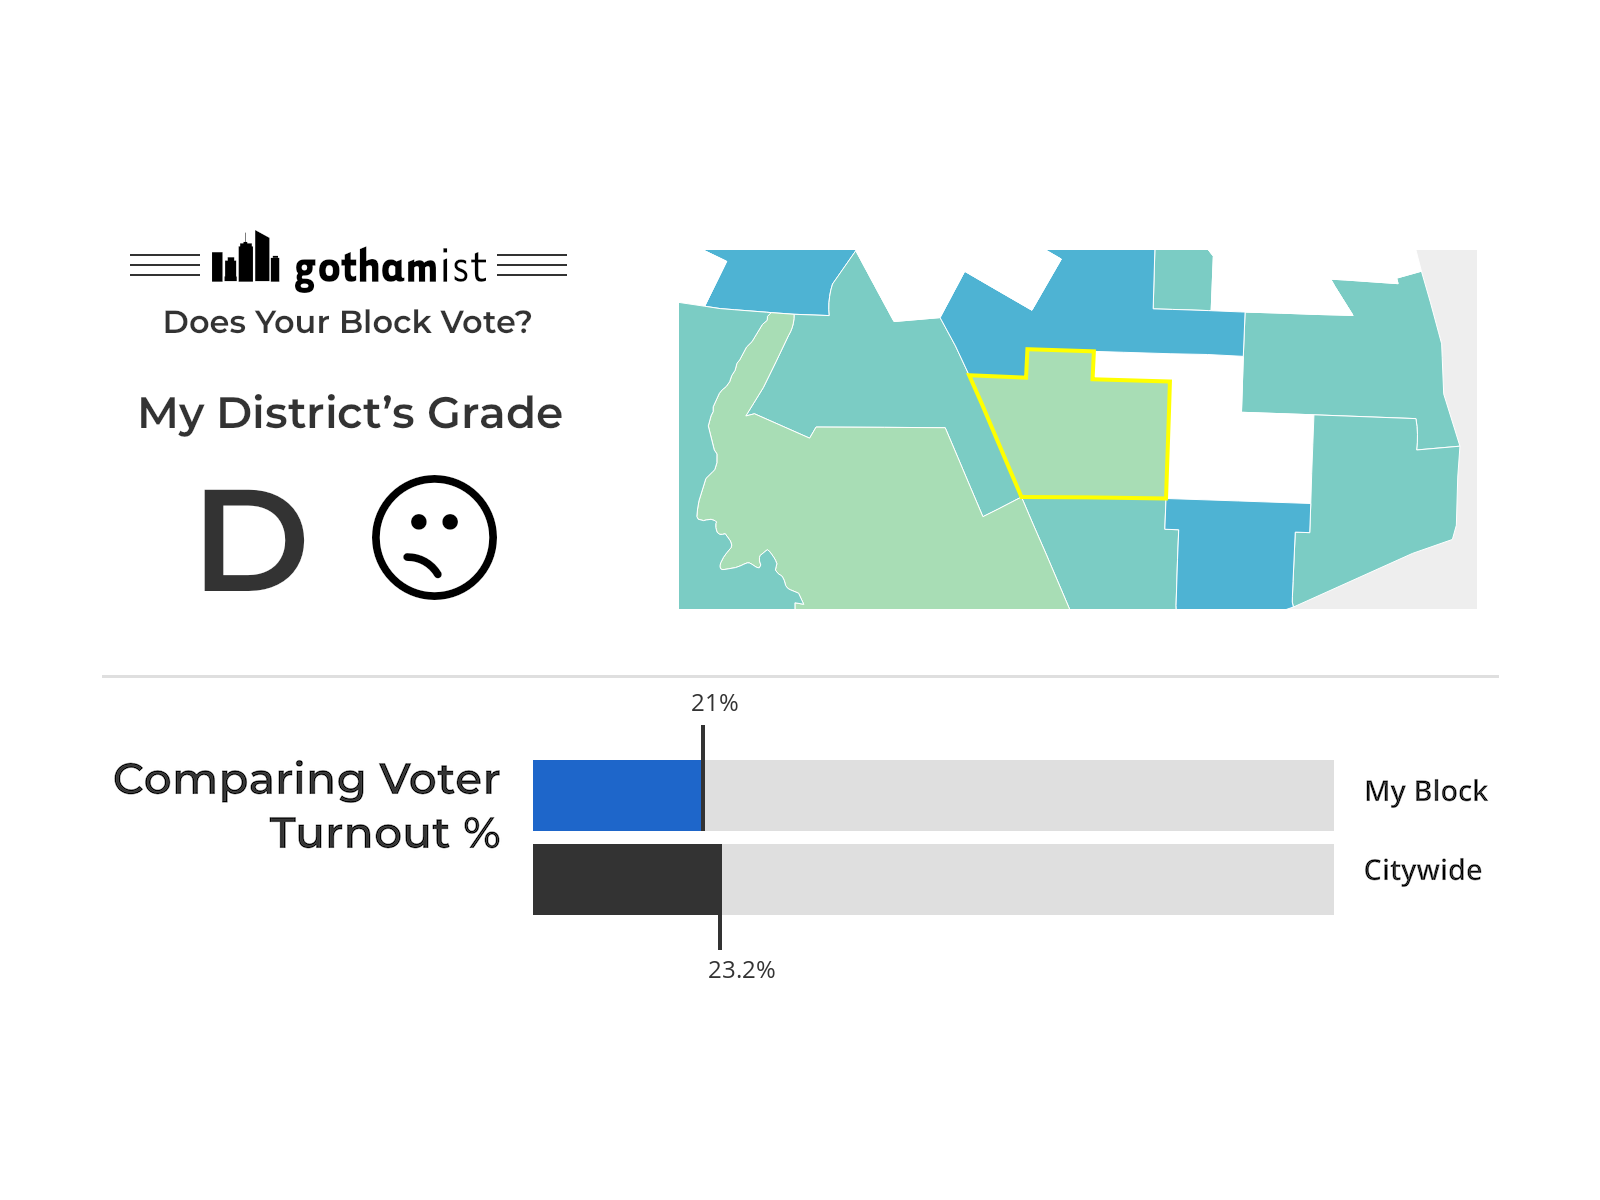 gothamist
Does Your Block Vote?
My District’s Grade
D
21%
Comparing Voter
Turnout %
My Block
Citywide
23.2%